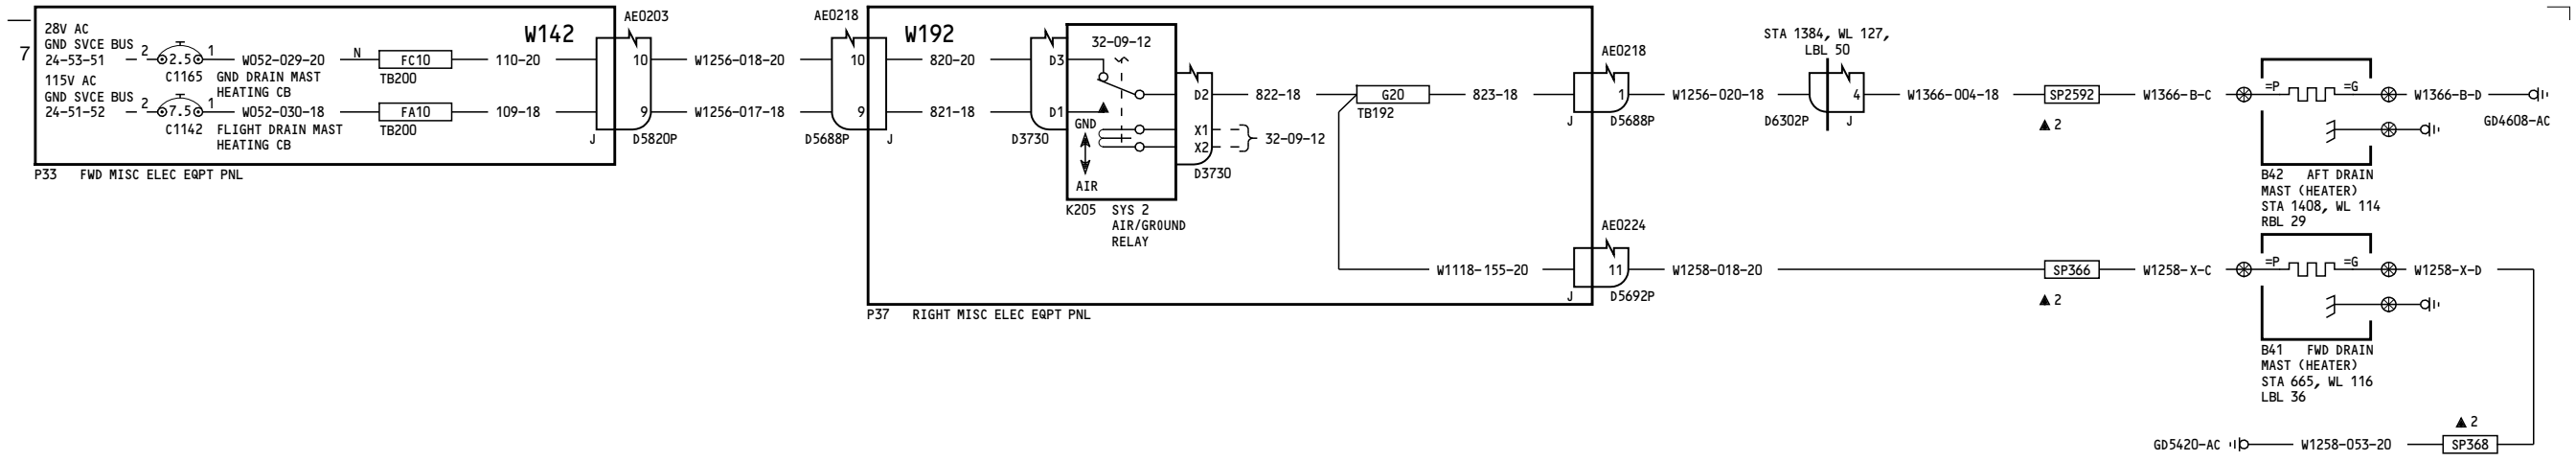 7
28V AC
GND SVCE BUS
24-53-51
2
2.5
1
C1165 GND DRAIN MAST
HEATING CB
W052-029-20
N
FC10
TB200
110-20
115V AC
GND SVCE BUS
24-51-52
2
7.5
1
C1142 FLIGHT DRAIN MAST
HEATING CB
W052-030-18
FA10
TB200
109-18
W142
P33 FWD MISC ELEC EQPT PNL
AE0203
10
9
J
D5820P
W1256-018-20
W1256-017-18
AE0218
10
9
D5688P
J
W192
820-20
821-18
D3
D1
D3730
32-09-12
GND
AIR
D2
X1
X2
D3730
K205 SYS 2
AIR/GROUND
RELAY
822-18
32-09-12
G20
TB192
823-18
W1118-155-20
P37 RIGHT MISC ELEC EQPT PNL
AE0218
1
J
D5688P
AE0224
11
J
D5692P
W1256-020-18
STA 1384, WL 127,
LBL 50
4
D6302P
J
W1366-004-18
SP2592
2
W1366-B-C
=P
=G
W1366-B-D
GD4608-AC
B42 AFT DRAIN
MAST (HEATER)
STA 1408, WL 114
RBL 29
W1258-018-20
SP366
2
W1258-X-C
=P
=G
W1258-X-D
B41 FWD DRAIN
MAST (HEATER)
STA 665, WL 116
LBL 36
2
GD5420-AC
W1258-053-20
SP368